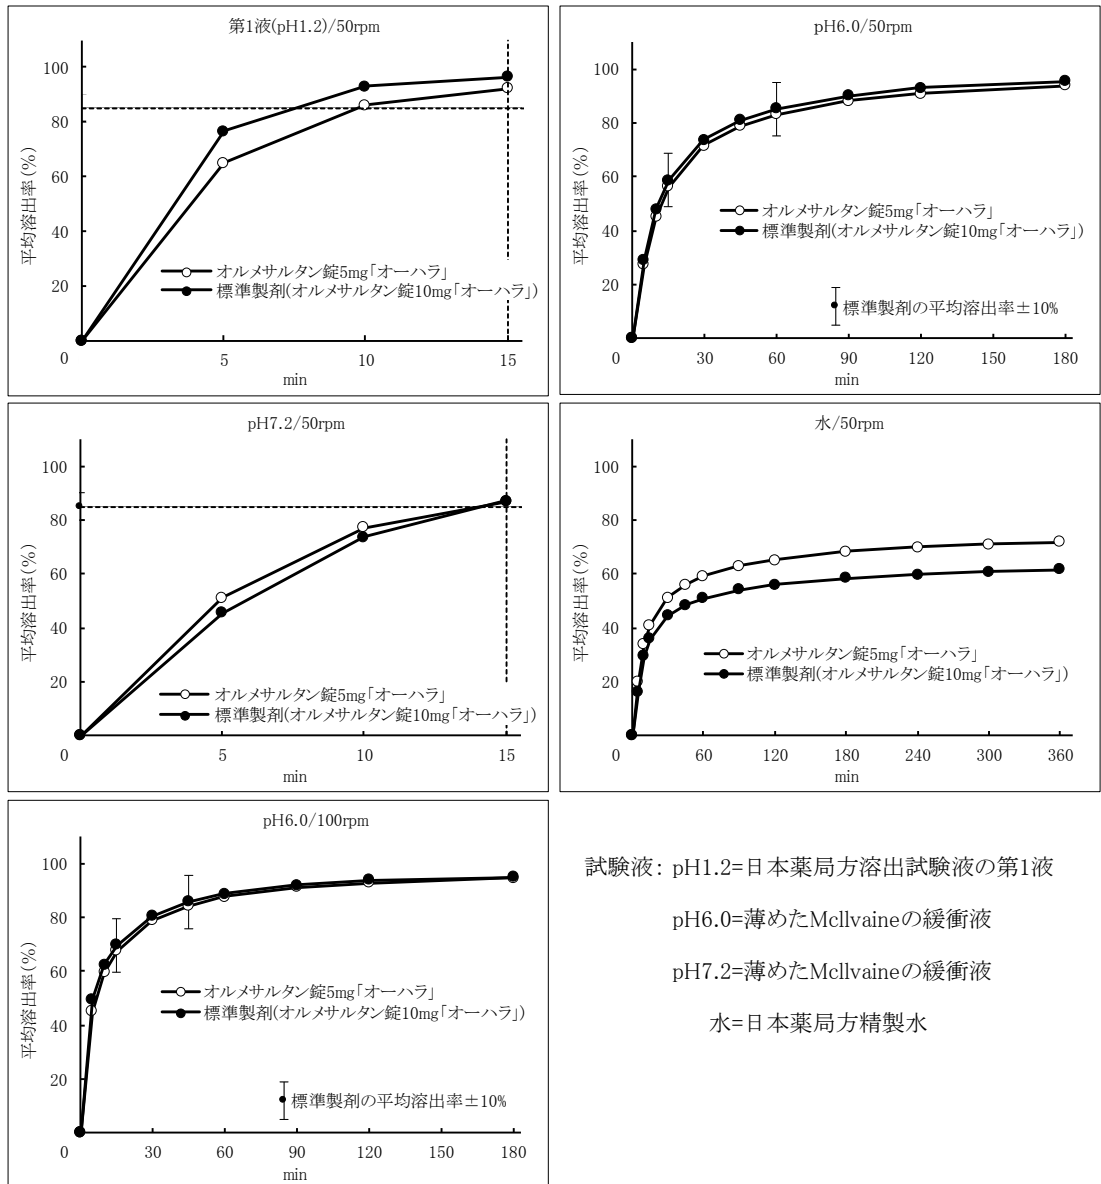 第1液(pH1.2)/50rpm
平均溶出率(%)
100
80
60
40
20
0
5
10
15
min
オルメサルタン錠5mg「オーハラ」
標準製剤(オルメサルタン錠10mg「オーハラ」)
pH6.0/50rpm
平均溶出率(%)
100
80
60
40
20
0
30
60
90
120
150
180
min
オルメサルタン錠5mg「オーハラ」
標準製剤(オルメサルタン錠10mg「オーハラ」)
標準製剤の平均溶出率±10%
pH7.2/50rpm
平均溶出率(%)
100
80
60
40
20
0
5
10
15
min
オルメサルタン錠5mg「オーハラ」
標準製剤(オルメサルタン錠10mg「オーハラ」)
水/50rpm
平均溶出率(%)
100
80
60
40
20
0
60
120
180
240
300
360
min
オルメサルタン錠5mg「オーハラ」
標準製剤(オルメサルタン錠10mg「オーハラ」)
pH6.0/100rpm
平均溶出率(%)
100
80
60
40
20
0
30
60
90
120
150
180
min
オルメサルタン錠5mg「オーハラ」
標準製剤(オルメサルタン錠10mg「オーハラ」)
標準製剤の平均溶出率±10%
試験液: pH1.2=日本薬局方溶出試験液の第1液
pH6.0=薄めたMcllvaineの緩衝液
pH7.2=薄めたMcllvaineの緩衝液
水=日本薬局方精製水